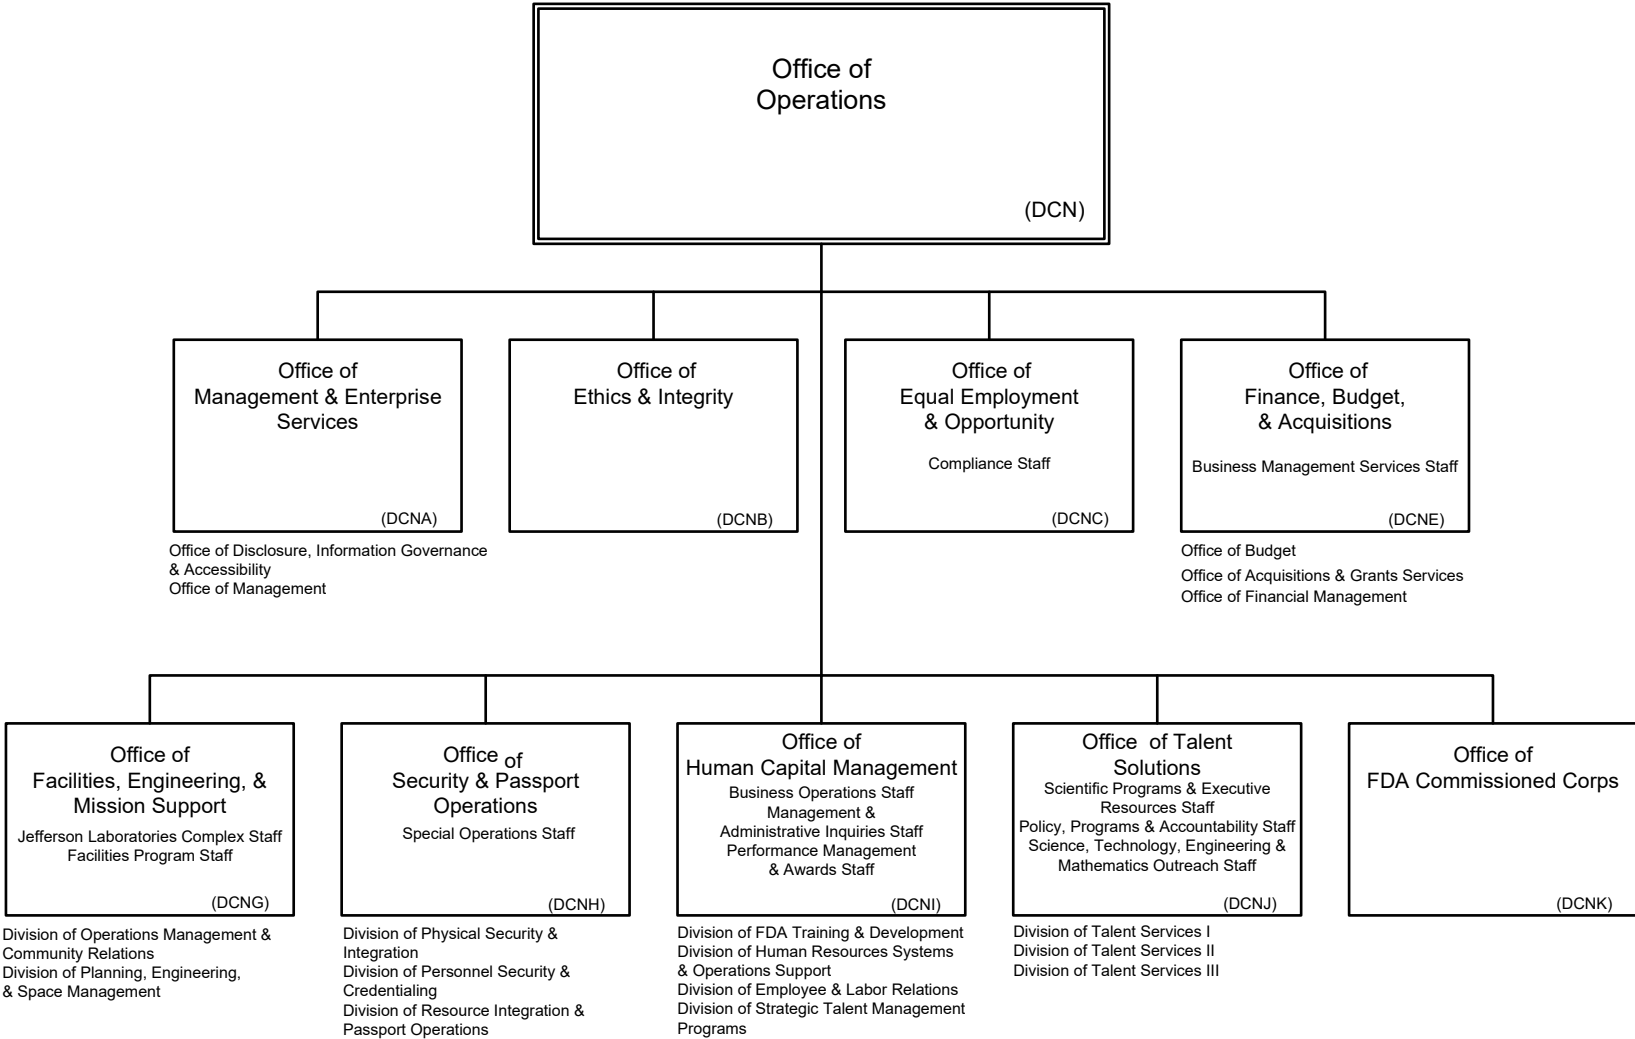 Office of
Operations
(DCN)
Office of
Management & Enterprise
Services
(DCNA)
Office of Disclosure, Information Governance
& Accessibility
Office of Management
Office of
Ethics & Integrity
(DCNB)
Office of
Equal Employment
& Opportunity
Compliance Staff
(DCNC)
Office of
Finance, Budget,
& Acquisitions
Business Management Services Staff
(DCNE)
Office of Budget
Office of Acquisitions & Grants Services
Office of Financial Management
Office of
Facilities, Engineering, &
Mission Support
Jefferson Laboratories Complex Staff
Facilities Program Staff
(DCNG)
Division of Operations Management &
Community Relations
Division of Planning, Engineering,
& Space Management
Office of
Security & Passport
Operations
Special Operations Staff
(DCNH)
Division of Physical Security &
Integration
Division of Personnel Security &
Credentialing
Division of Resource Integration &
Passport Operations
Office of
Human Capital Management
Business Operations Staff
Management &
Administrative Inquiries Staff
Performance Management
& Awards Staff
(DCNI)
Division of FDA Training & Development
Division of Human Resources Systems
& Operations Support
Division of Employee & Labor Relations
Division of Strategic Talent Management
Programs
Office of Talent
Solutions
Scientific Programs & Executive
Resources Staff
Policy, Programs & Accountability Staff
Science, Technology, Engineering &
Mathematics Outreach Staff
(DCNJ)
Division of Talent Services I
Division of Talent Services II
Division of Talent Services III
Office of
FDA Commissioned Corps
(DCNK)